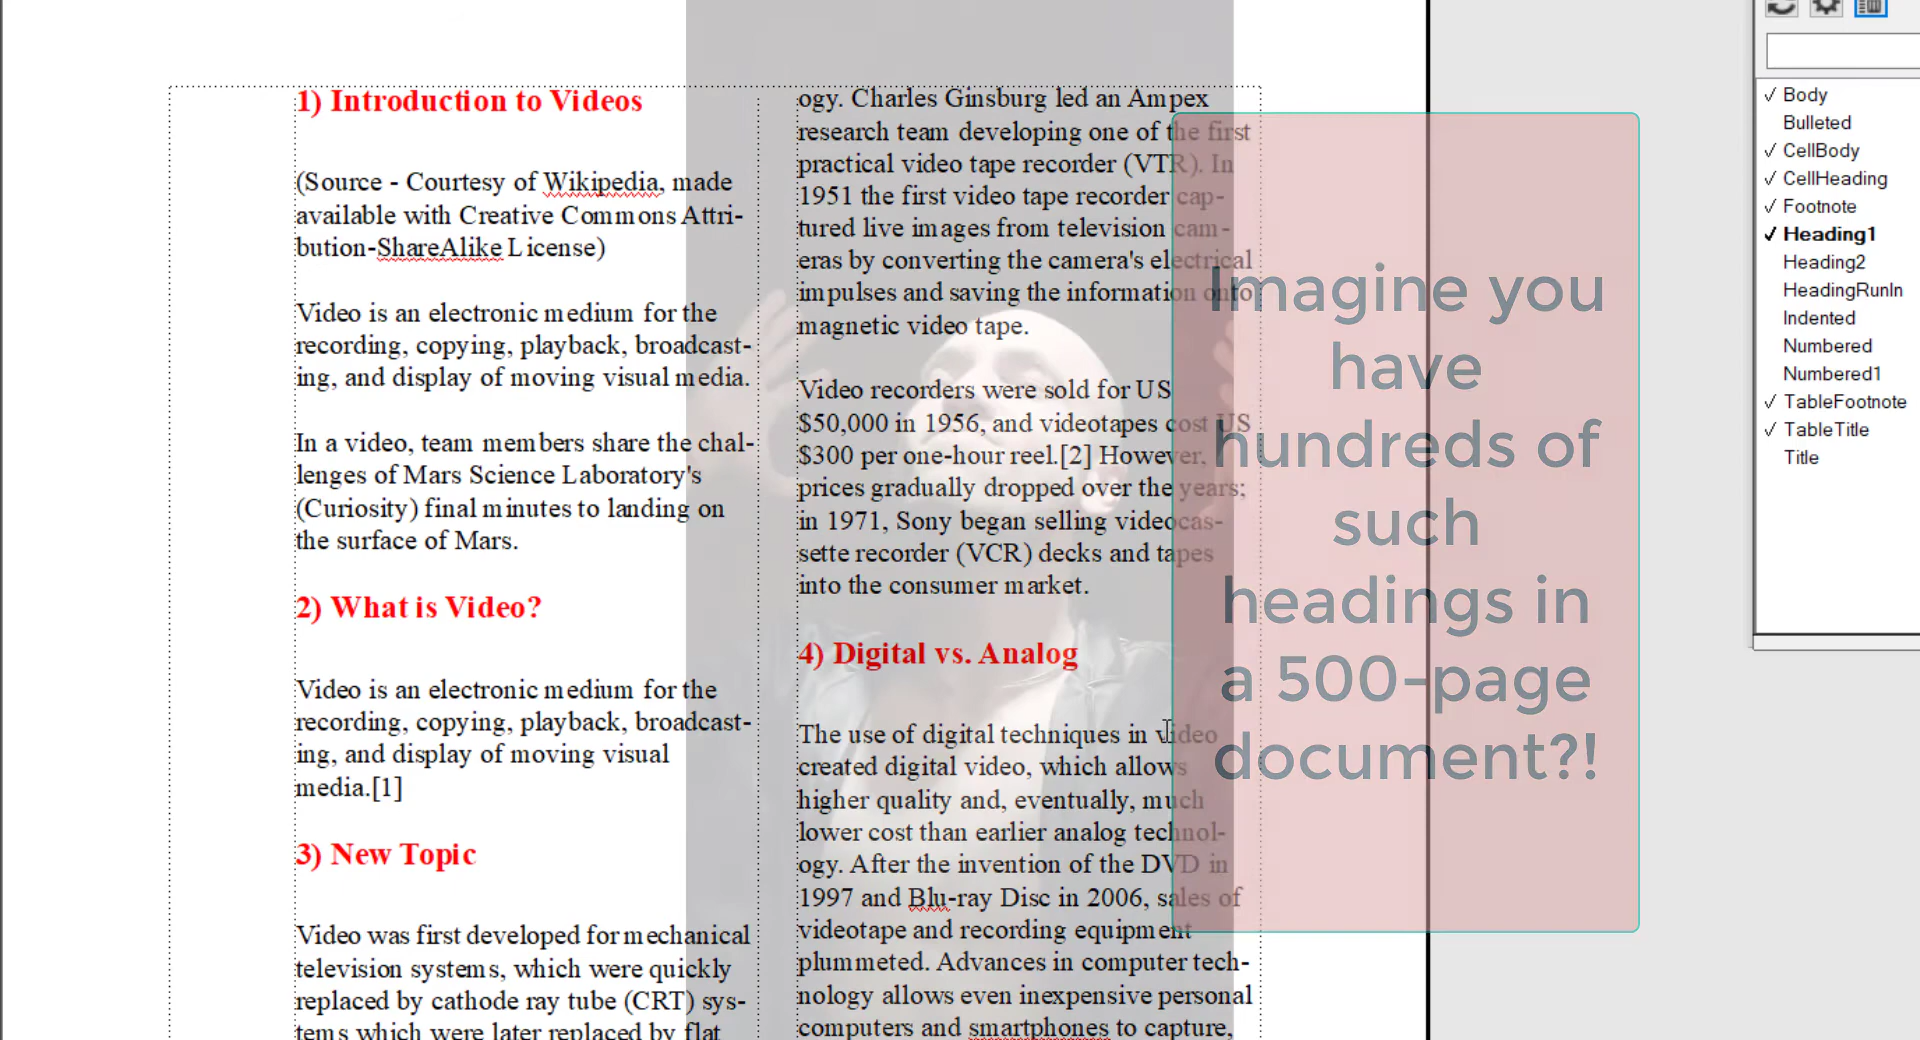 1) Introduction to Videos
(Source - Courtesy of Wikipedia, made
available with Creative Commons Attri-
bution-ShareAlike License)
Video is an electronic medium for the
recording, copying, playback, broadcast-
ing, and display of moving visual media.
In a video, team members share the chal-
lenges of Mars Science Laboratory's
(Curiosity) final minutes to landing on
the surface of Mars.
2) What is Video?
Video is an electronic medium for the
recording, copying, playback, broadcast-
ing, and display of moving visual
media.[1]
3) New Topic
Video was first developed for mechanical
television systems, which were quickly
replaced by cathode ray tube (CRT) sys-
tems which were later replaced by flat
ogy. Charles Ginsburg led an Ampex
research team developing one of the first
practical video tape recorder (VTR). In
1951 the first video tape recorder cap-
tured live images from television cam-
eras by converting the camera's electrical
impulses and saving the information onto
magnetic video tape.
Video recorders were sold for US
$50,000 in 1956, and videotapes cost US
$300 per one-hour reel.[2] However,
prices gradually dropped over the years;
in 1971, Sony began selling videocas-
sette recorder (VCR) decks and tapes
into the consumer market.
4) Digital vs. Analog
The use of digital techniques in video
created digital video, which allows
higher quality and, eventually, much
lower cost than earlier analog technol-
ogy. After the invention of the DVD in
1997 and Blu-ray Disc in 2006, sales of
videotape and recording equipment
plummeted. Advances in computer tech-
nology allows even inexpensive personal
computers and smartphones to capture,
Imagine you
have
hundreds of
such
headings in
a 500-page
document?!
✓ Body
Bulleted
✓ CellBody
✓ CellHeading
✓ Footnote
✓ Heading1
Heading2
HeadingRunIn
Indented
Numbered
Numbered1
✓ TableFootnote
✓ TableTitle
Title